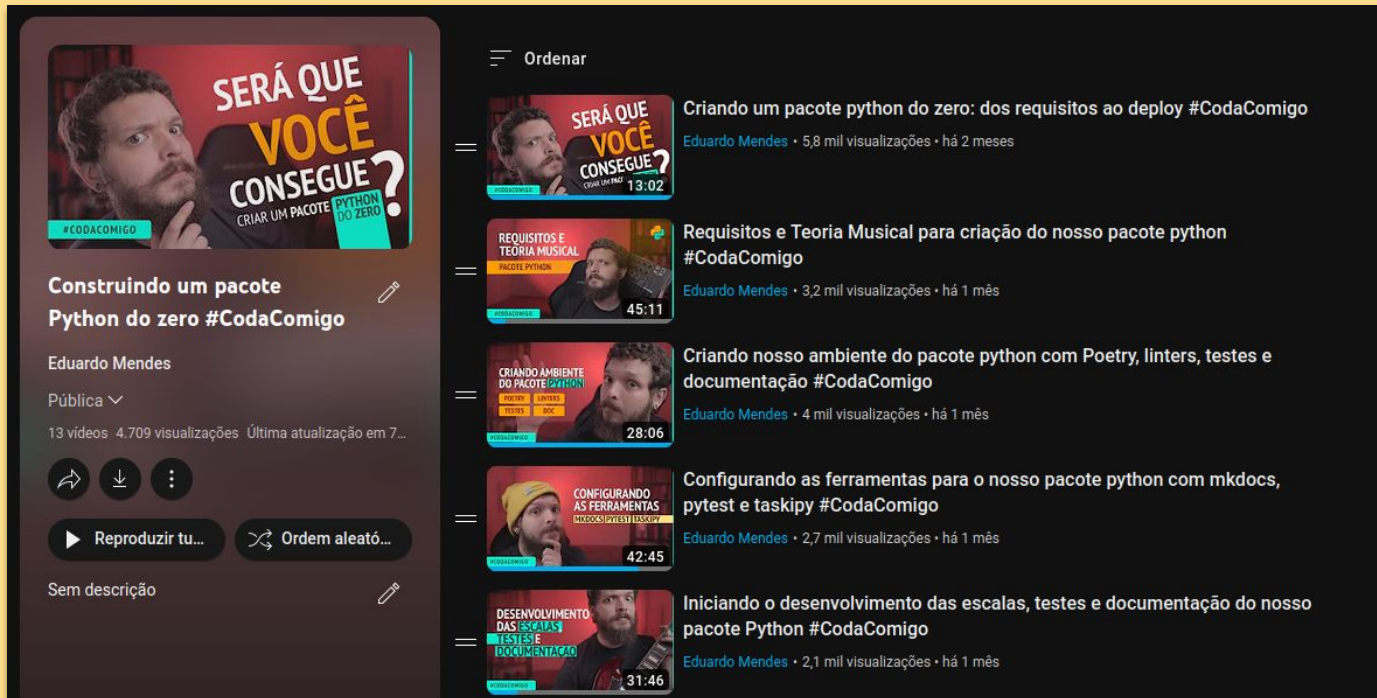 SERÁ QUE
VOCÊ
CONSEGUE?
CRIAR UM PACOTE PYTHON
DO ZERO
#CODACOMIGO
Construindo um pacote
Python do zero #CodaComigo
Eduardo Mendes
Pública
13 vídeos 4.709 visualizações Última atualização em 7...
Reproduzir tu...
Ordem aleató...
Sem descrição
Ordenar
SERÁ QUE
VOCÊ
CONSEGUE?
CRIAR UM PACOTE
#CODACOMIGO
13:02
Criando um pacote python do zero: dos requisitos ao deploy #CodaComigo
Eduardo Mendes • 5,8 mil visualizações • há 2 meses
REQUISITOS E
TEORIA MUSICAL
PACOTE PYTHON
#CODACOMIGO
45:11
Requisitos e Teoria Musical para criação do nosso pacote python
#CodaComigo
Eduardo Mendes • 3,2 mil visualizações • há 1 mês
CRIANDO AMBIENTE
DO PACOTE PYTHON
POETRY LINTERS
TESTES DOC
#CODACOMIGO
28:06
Criando nosso ambiente do pacote python com Poetry, linters, testes e
documentação #CodaComigo
Eduardo Mendes • 4 mil visualizações • há 1 mês
CONFIGURANDO
AS FERRAMENTAS
MKDOCS PYTEST TASKIPY
#CODACOMIGO
42:45
Configurando as ferramentas para o nosso pacote python com mkdocs,
pytest e taskipy #CodaComigo
Eduardo Mendes • 2,7 mil visualizações • há 1 mês
DESENVOLVIMENTO
DAS ESCALAS
TESTES E
DOCUMENTAÇÃO
#CODACOMIGO
31:46
Iniciando o desenvolvimento das escalas, testes e documentação do nosso
pacote Python #CodaComigo
Eduardo Mendes • 2,1 mil visualizações • há 1 mês